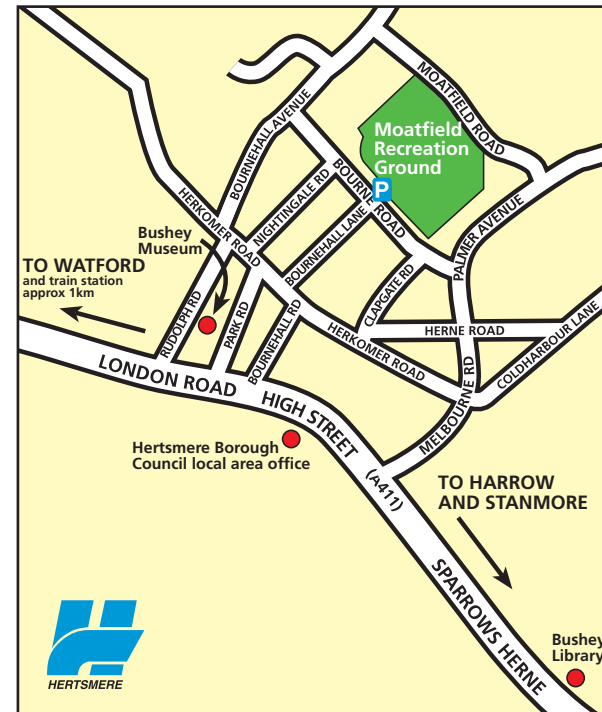 MOATFIELD ROAD
BOURNEHALL AVENUE
Moatfield
Recreation
Ground
P
BOURNE ROAD
NIGHTINGALE RD
PALMER AVENUE
HERKOMER ROAD
BOURNEHALL LANE
Bushey
Museum
CLAPGATE RD
TO WATFORD
and train station
approx 1km
RUDOLPH RD
PARK RD
BOURNEHALL RD
HERKOMER ROAD
HERNE ROAD
COLDHARBOUR LANE
LONDON ROAD
HIGH STREET
MELBOURNE RD
Hertsmere Borough
Council local area office
(A411)
TO HARROW
AND STANMORE
SPARROWS HERNE
Bushey
Library
HERTSMERE